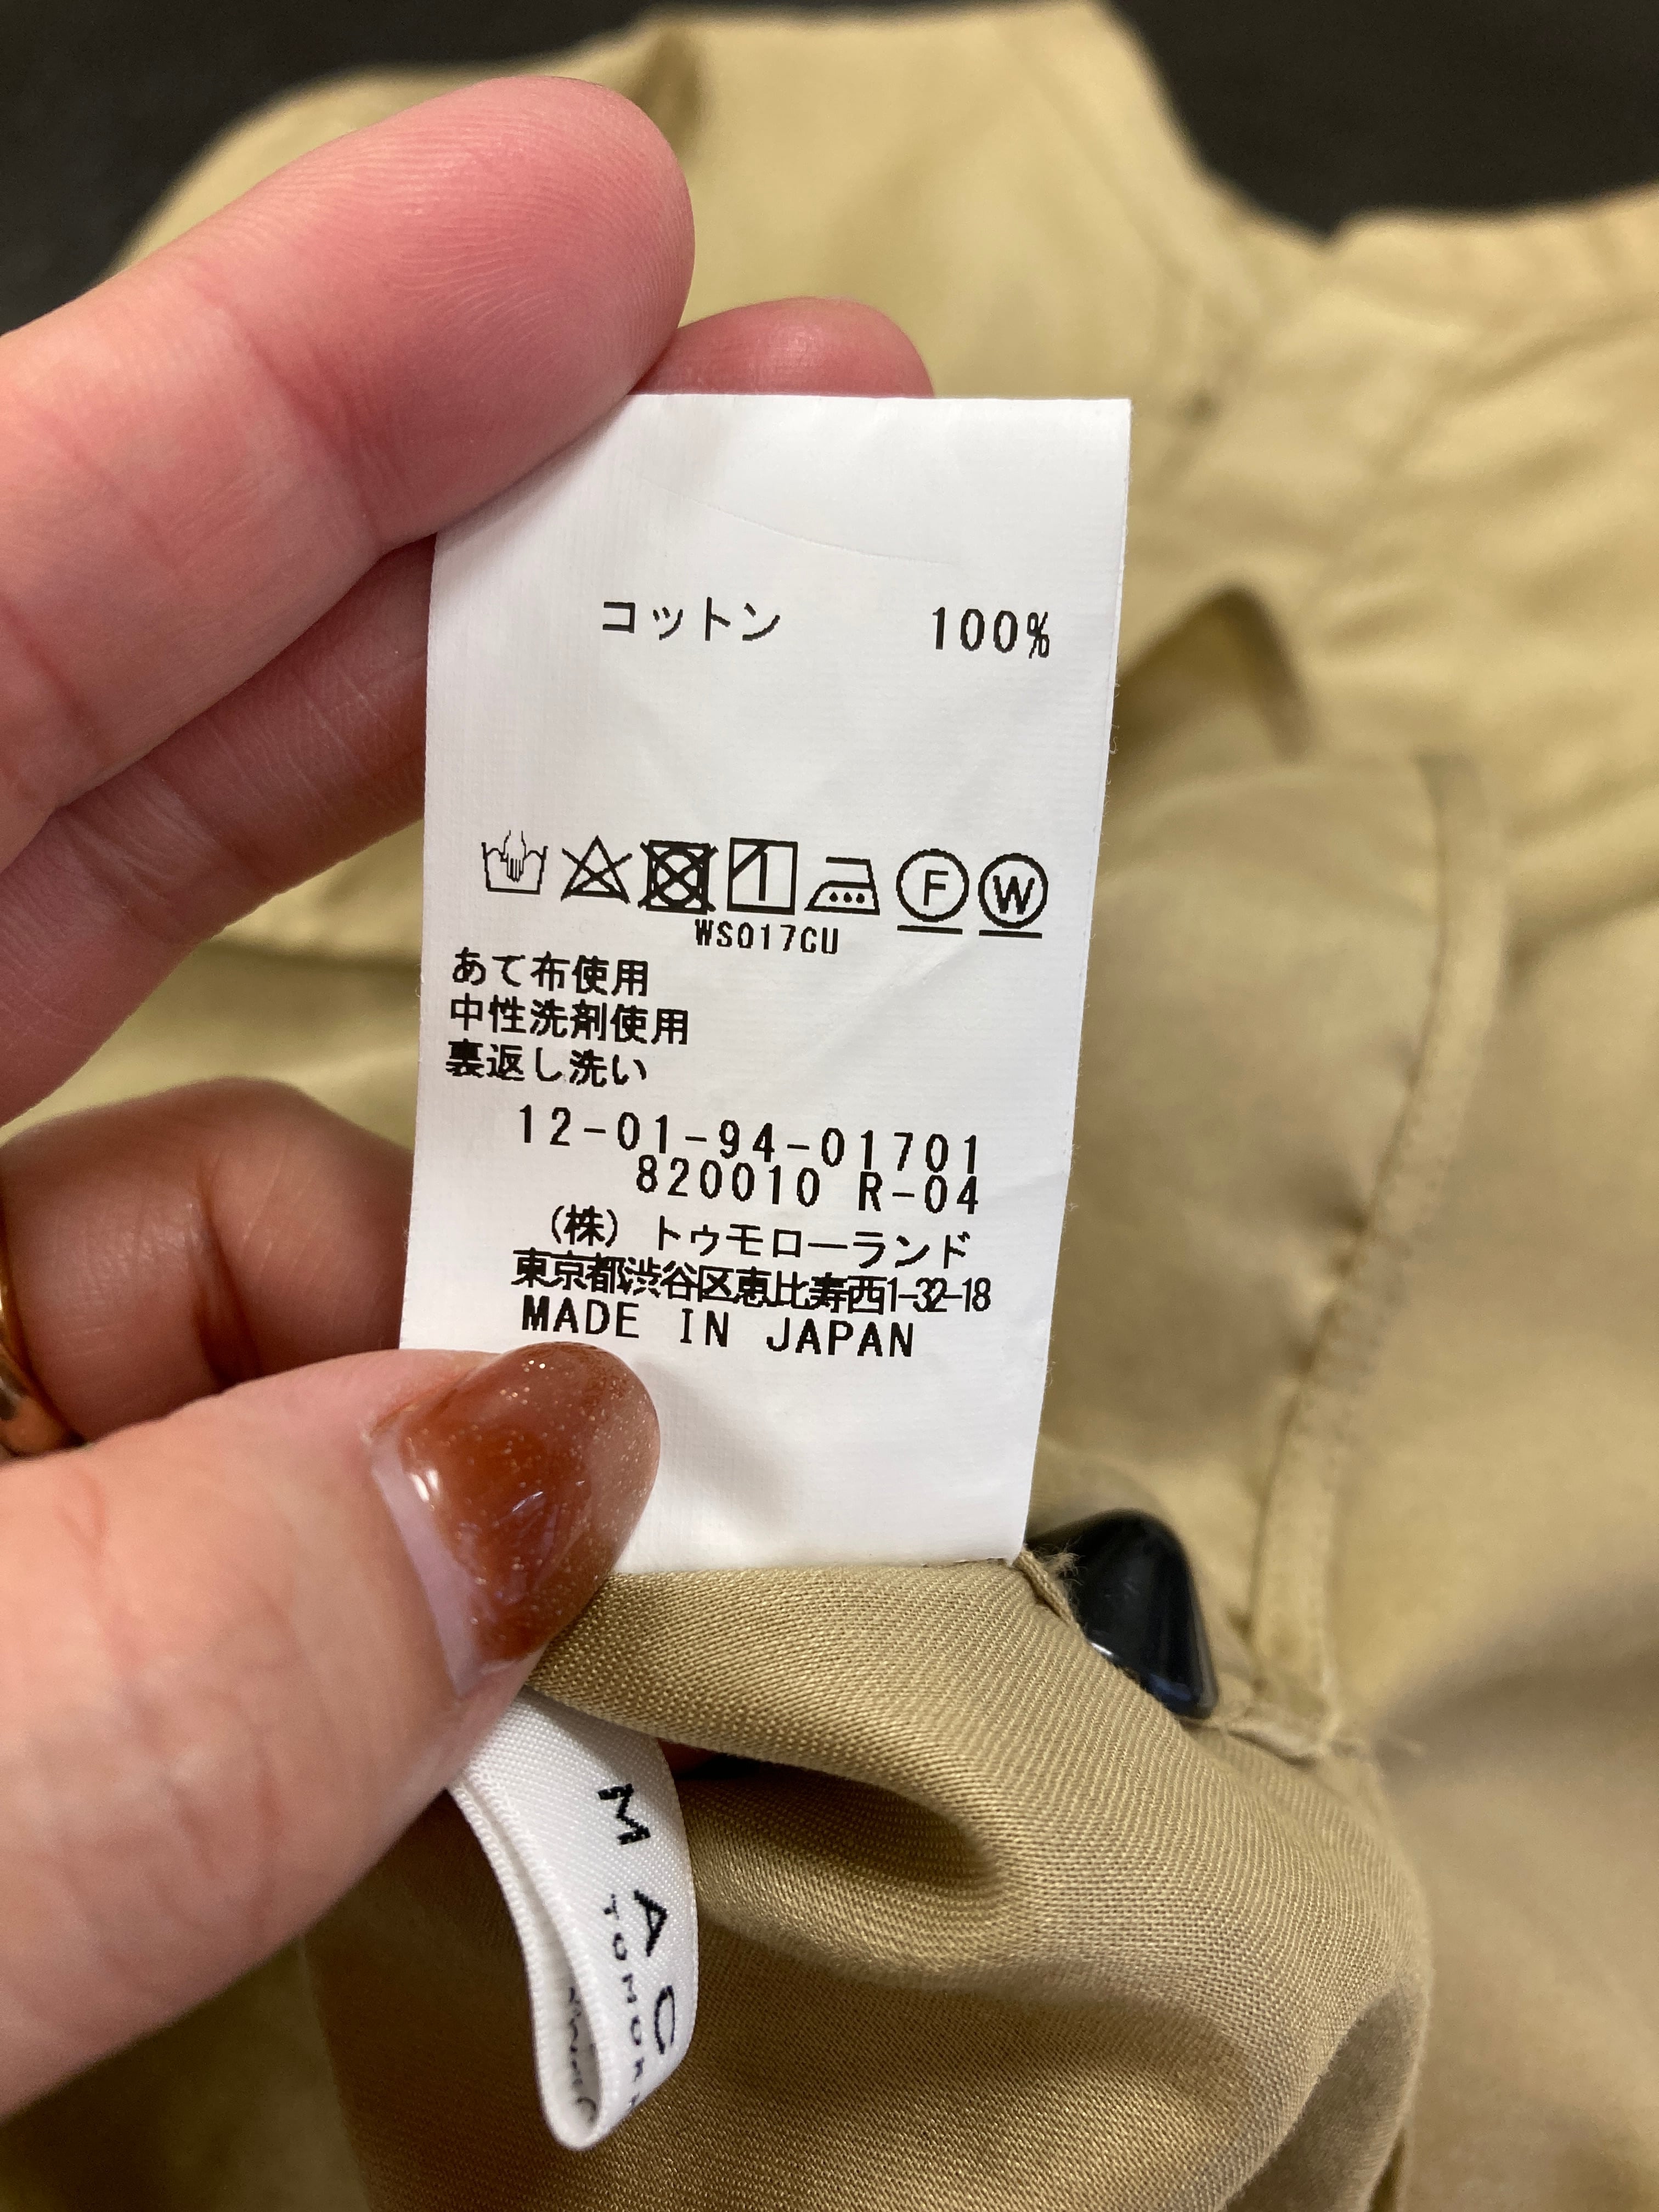 コットン 100%
F W
WS017CU
あて布使用
中性洗剤使用
裏返し洗い
12-01-94-01701
820010 R-04
(株) トゥモローランド
東京都渋谷区恵比寿西1-32-18
MADE IN JAPAN
MAC
TOMOR